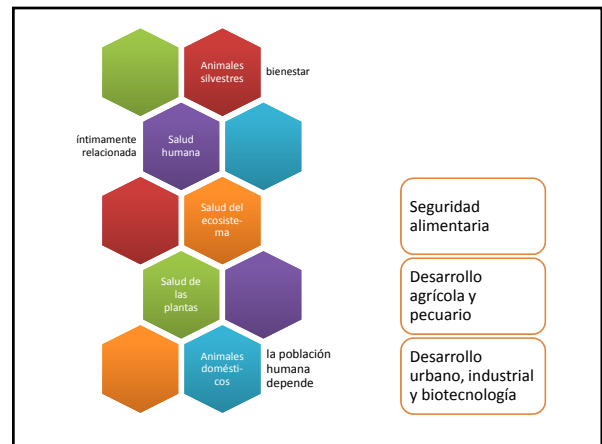 Animales
silvestres
bienestar
íntimamente
relacionada
Salud
humana
Salud del
ecosiste-
ma
Salud de
las
plantas
Animales
domésti-
cos
la población
humana
depende
Seguridad
alimentaria
Desarrollo
agrícola y
pecuario
Desarrollo
urbano, industrial
y biotecnología